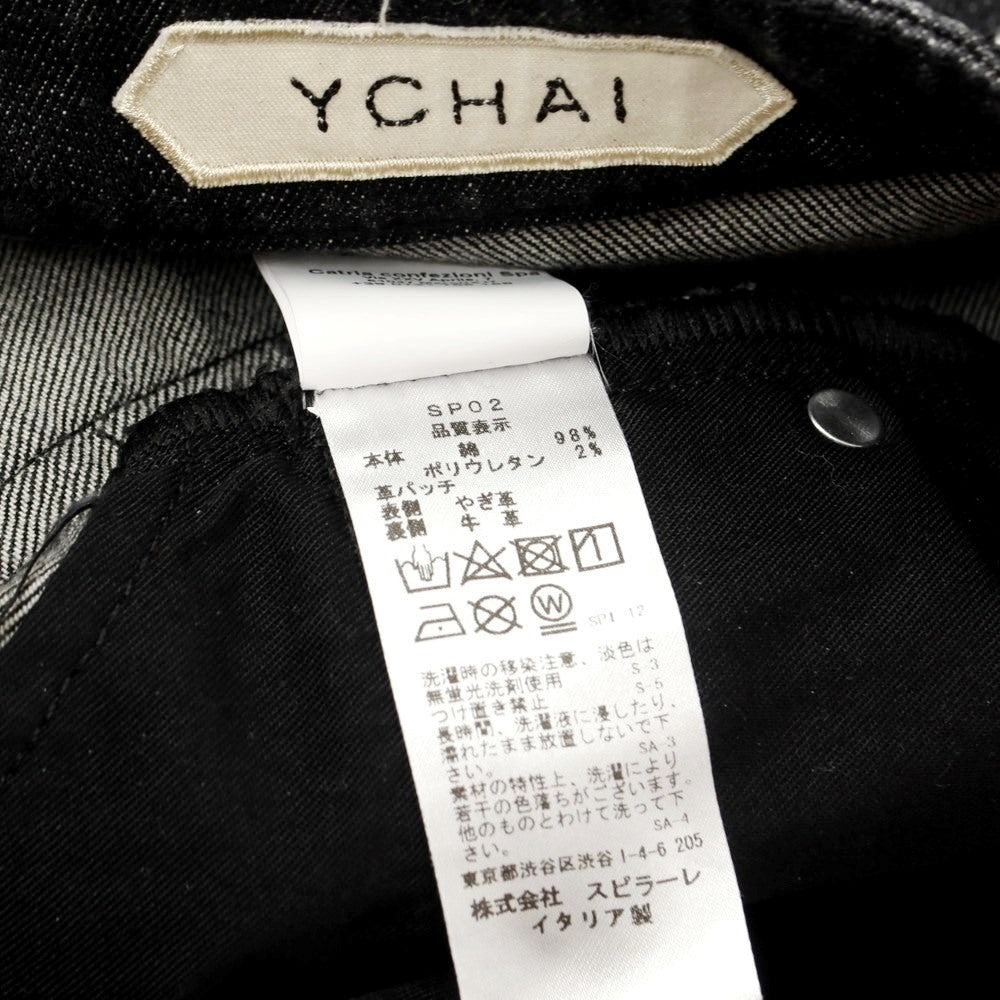 YCHAI
Catria confezioni Spa
SP02
品質表示
本体 綿 98%
ポリウレタン 2%
革パッチ
表側 やぎ革
裏側 牛 革
W
SPI 12
洗濯時の移染注意、淡色は
無蛍光洗剤使用 S-3
つけ置き禁止 S-5
長時間、洗濯液に浸したり、
濡れたまま放置しないで下
さい。 SA-3
素材の特性上、洗濯により
若干の色落ちがございます。
他のものとわけて洗って下
さい。 SA-4
東京都渋谷区渋谷1-4-6 205
株式会社 スピラーレ
イタリア製